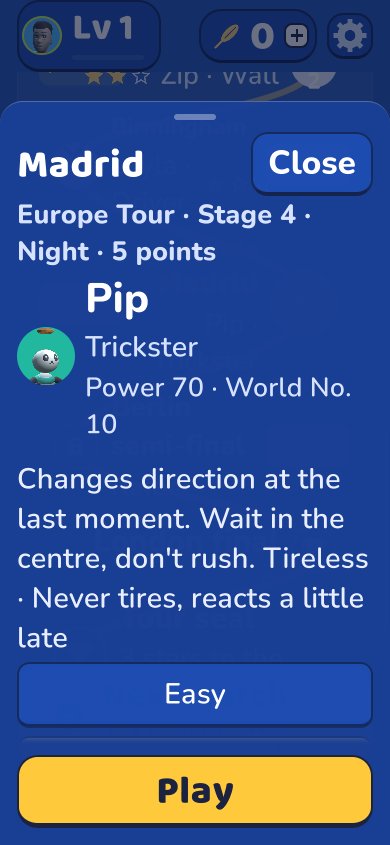 Lv 1
0
Zip · Wall
Madrid
Close
Europe Tour · Stage 4 ·
Night · 5 points
Pip
Trickster
Power 70 · World No.
10
Changes direction at the
last moment. Wait in the
centre, don't rush. Tireless
· Never tires, reacts a little
late
Easy
Play